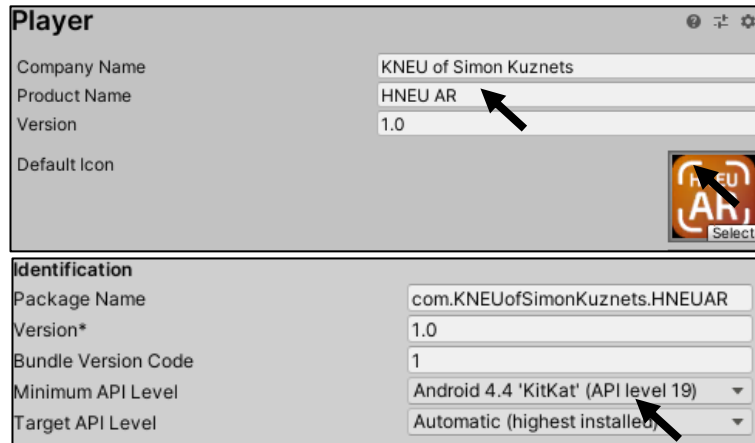 Player
Company Name KNEU of Simon Kuznets
Product Name HNEU AR
Version 1.0
Default Icon
HNEU
AR
Select
Identification
Package Name com.KNEUofSimonKuznets.HNEUAR
Version* 1.0
Bundle Version Code 1
Minimum API Level Android 4.4 'KitKat' (API level 19)
Target API Level Automatic (highest installed)